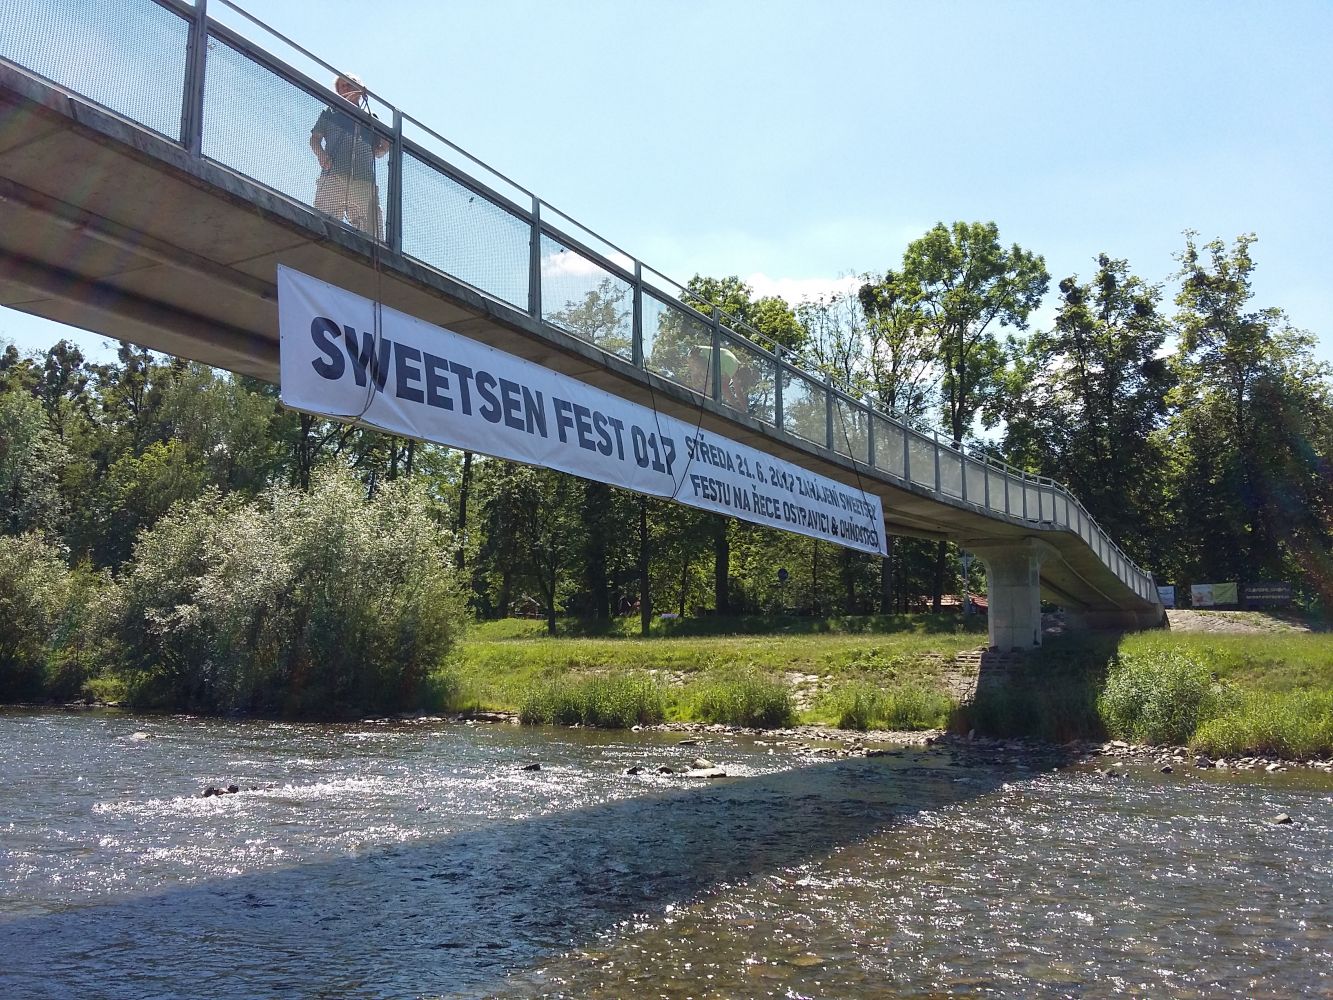 SWEETSEN FEST 017
STŘEDA 21. 6. 2017 ZAHÁJENÍ SWEETSEN
FESTU NA ŘECE OSTRAVICI & OHŇOSTROJ